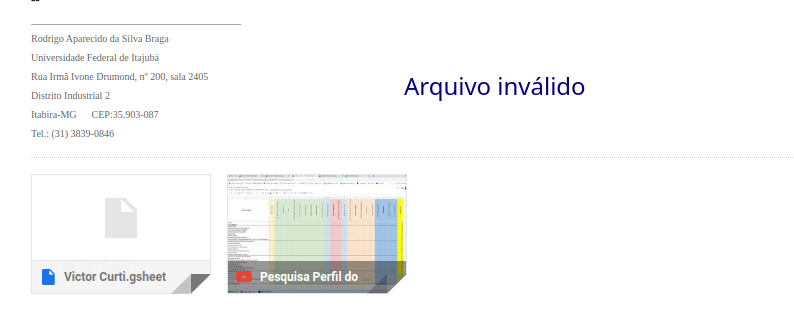 --
Rodrigo Aparecido da Silva Braga
Universidade Federal de Itajubá
Rua Irmã Ivone Drumond, nº 200, sala 2405
Distrito Industrial 2
Itabira-MG CEP:35.903-087
Tel.: (31) 3839-0846
Arquivo inválido
Victor Curti.gsheet
Pesquisa Perfil do